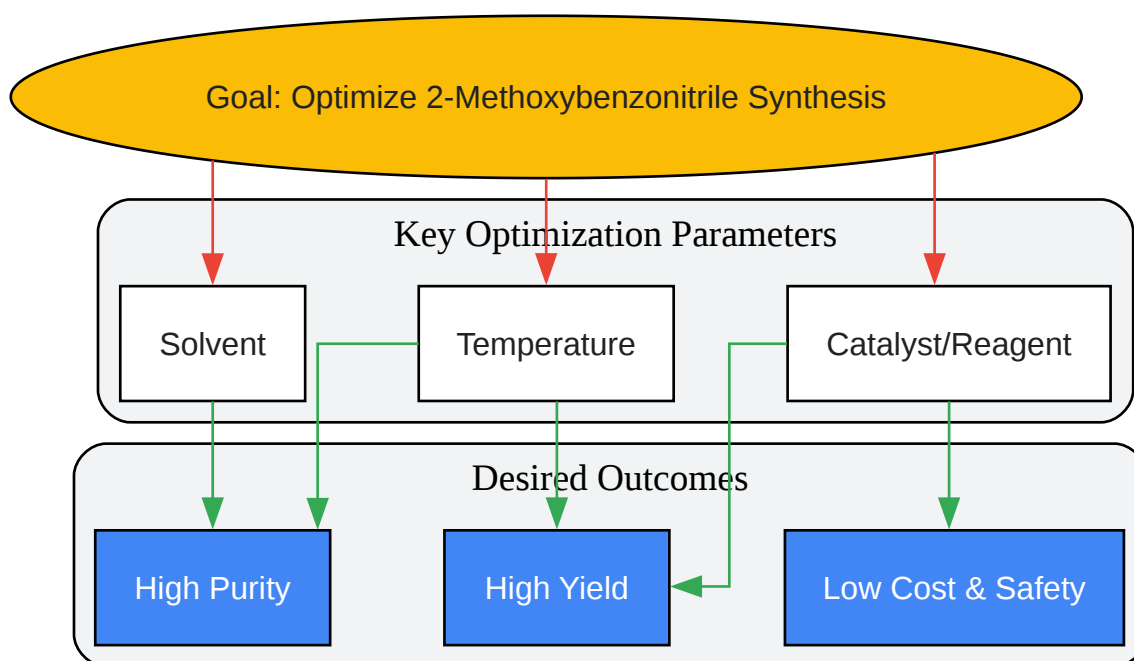 Goal: Optimize 2-Methoxybenzonitrile Synthesis
Key Optimization Parameters
Solvent
Temperature
Catalyst/Reagent
Desired Outcomes
High Purity
High Yield
Low Cost & Safety